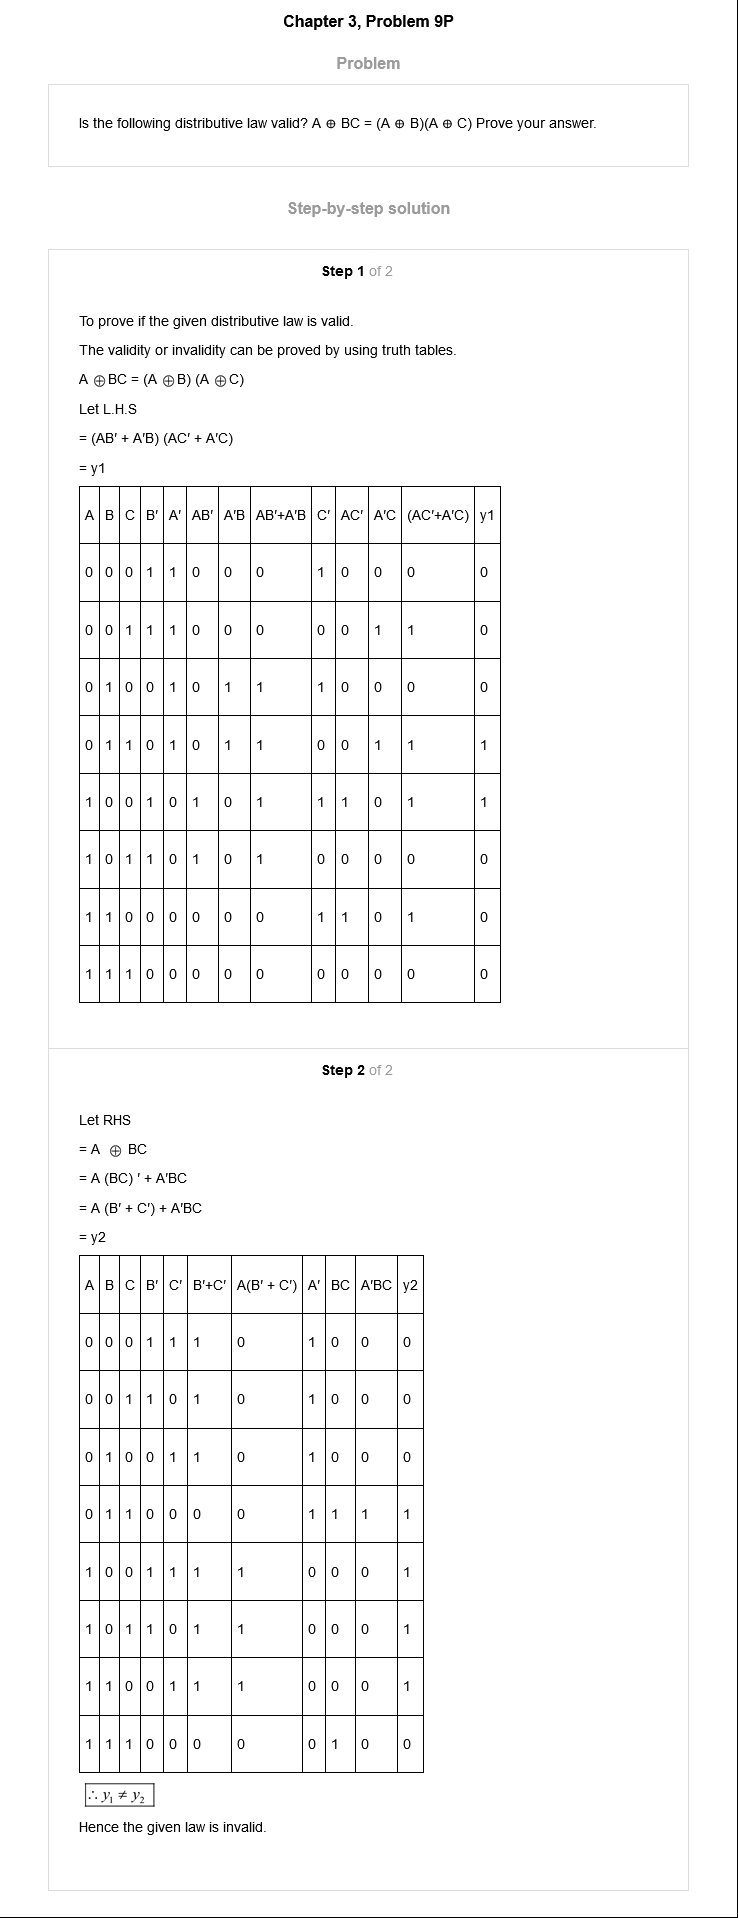 Chapter 3, Problem 9P
Problem
Is the following distributive law valid? A ⊕ BC = (A ⊕ B)(A ⊕ C) Prove your answer.
Step-by-step solution
Step 1 of 2
To prove if the given distributive law is valid.
The validity or invalidity can be proved by using truth tables.
A ⊕ BC = (A ⊕ B) (A ⊕ C)
Let L.H.S
= (AB′ + A′B) (AC′ + A′C)
= y1
A B C B′ A′ AB′ A′B AB′+A′B C′ AC′ A′C (AC′+A′C) y1
0 0 0 1 1 0 0 0 1 0 0 0 0
0 0 1 1 1 0 0 0 0 0 1 1 0
0 1 0 0 1 0 1 1 1 0 0 0 0
0 1 1 0 1 0 1 1 0 0 1 1 1
1 0 0 1 0 1 0 1 1 1 0 1 1
1 0 1 1 0 1 0 1 0 0 0 0 0
1 1 0 0 0 0 0 0 1 1 0 1 0
1 1 1 0 0 0 0 0 0 0 0 0 0
Step 2 of 2
Let RHS
= A ⊕ BC
= A (BC) ′ + A′BC
= A (B′ + C′) + A′BC
= y2
A B C B′ C′ B′+C′ A(B′ + C′) A′ BC A′BC y2
0 0 0 1 1 1 0 1 0 0 0
0 0 1 1 0 1 0 1 0 0 0
0 1 0 0 1 1 0 1 0 0 0
0 1 1 0 0 0 0 1 1 1 1
1 0 0 1 1 1 1 0 0 0 1
1 0 1 1 0 1 1 0 0 0 1
1 1 0 0 1 1 1 0 0 0 1
1 1 1 0 0 0 0 0 1 0 0
∴ y₁ ≠ y₂
Hence the given law is invalid.